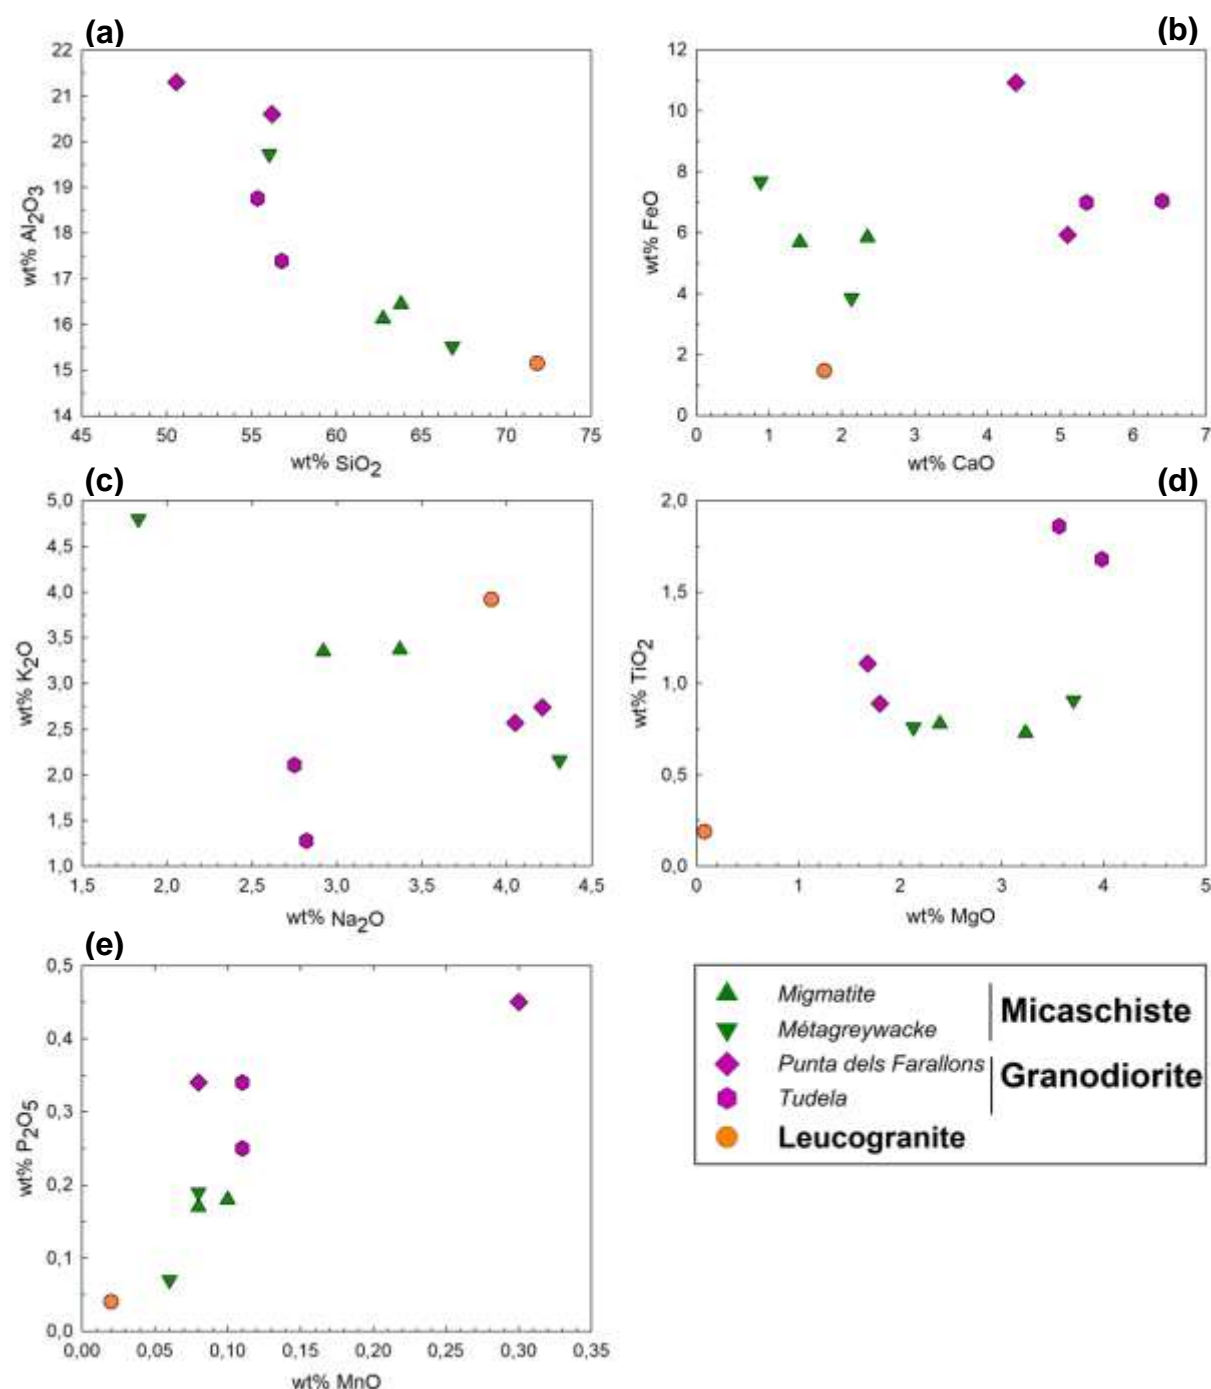 (a)
22
21
20
19
18
17
16
15
14
wt% Al2O3
45 50 55 60 65 70 75
wt% SiO2
(b)
12
10
8
6
4
2
0
wt% FeO
0 1 2 3 4 5 6 7
wt% CaO
(c)
5,0
4,5
4,0
3,5
3,0
2,5
2,0
1,5
1,0
wt% K2O
1,5 2,0 2,5 3,0 3,5 4,0 4,5
wt% Na2O
(d)
2,0
1,5
1,0
0,5
0,0
wt% TiO2
0 1 2 3 4 5
wt% MgO
(e)
0,5
0,4
0,3
0,2
0,1
0,0
wt% P2O5
0,00 0,05 0,10 0,15 0,20 0,25 0,30 0,35
wt% MnO
Migmatite
Métagreywacke
Micaschiste
Punta dels Farallons
Tudela
Granodiorite
Leucogranite